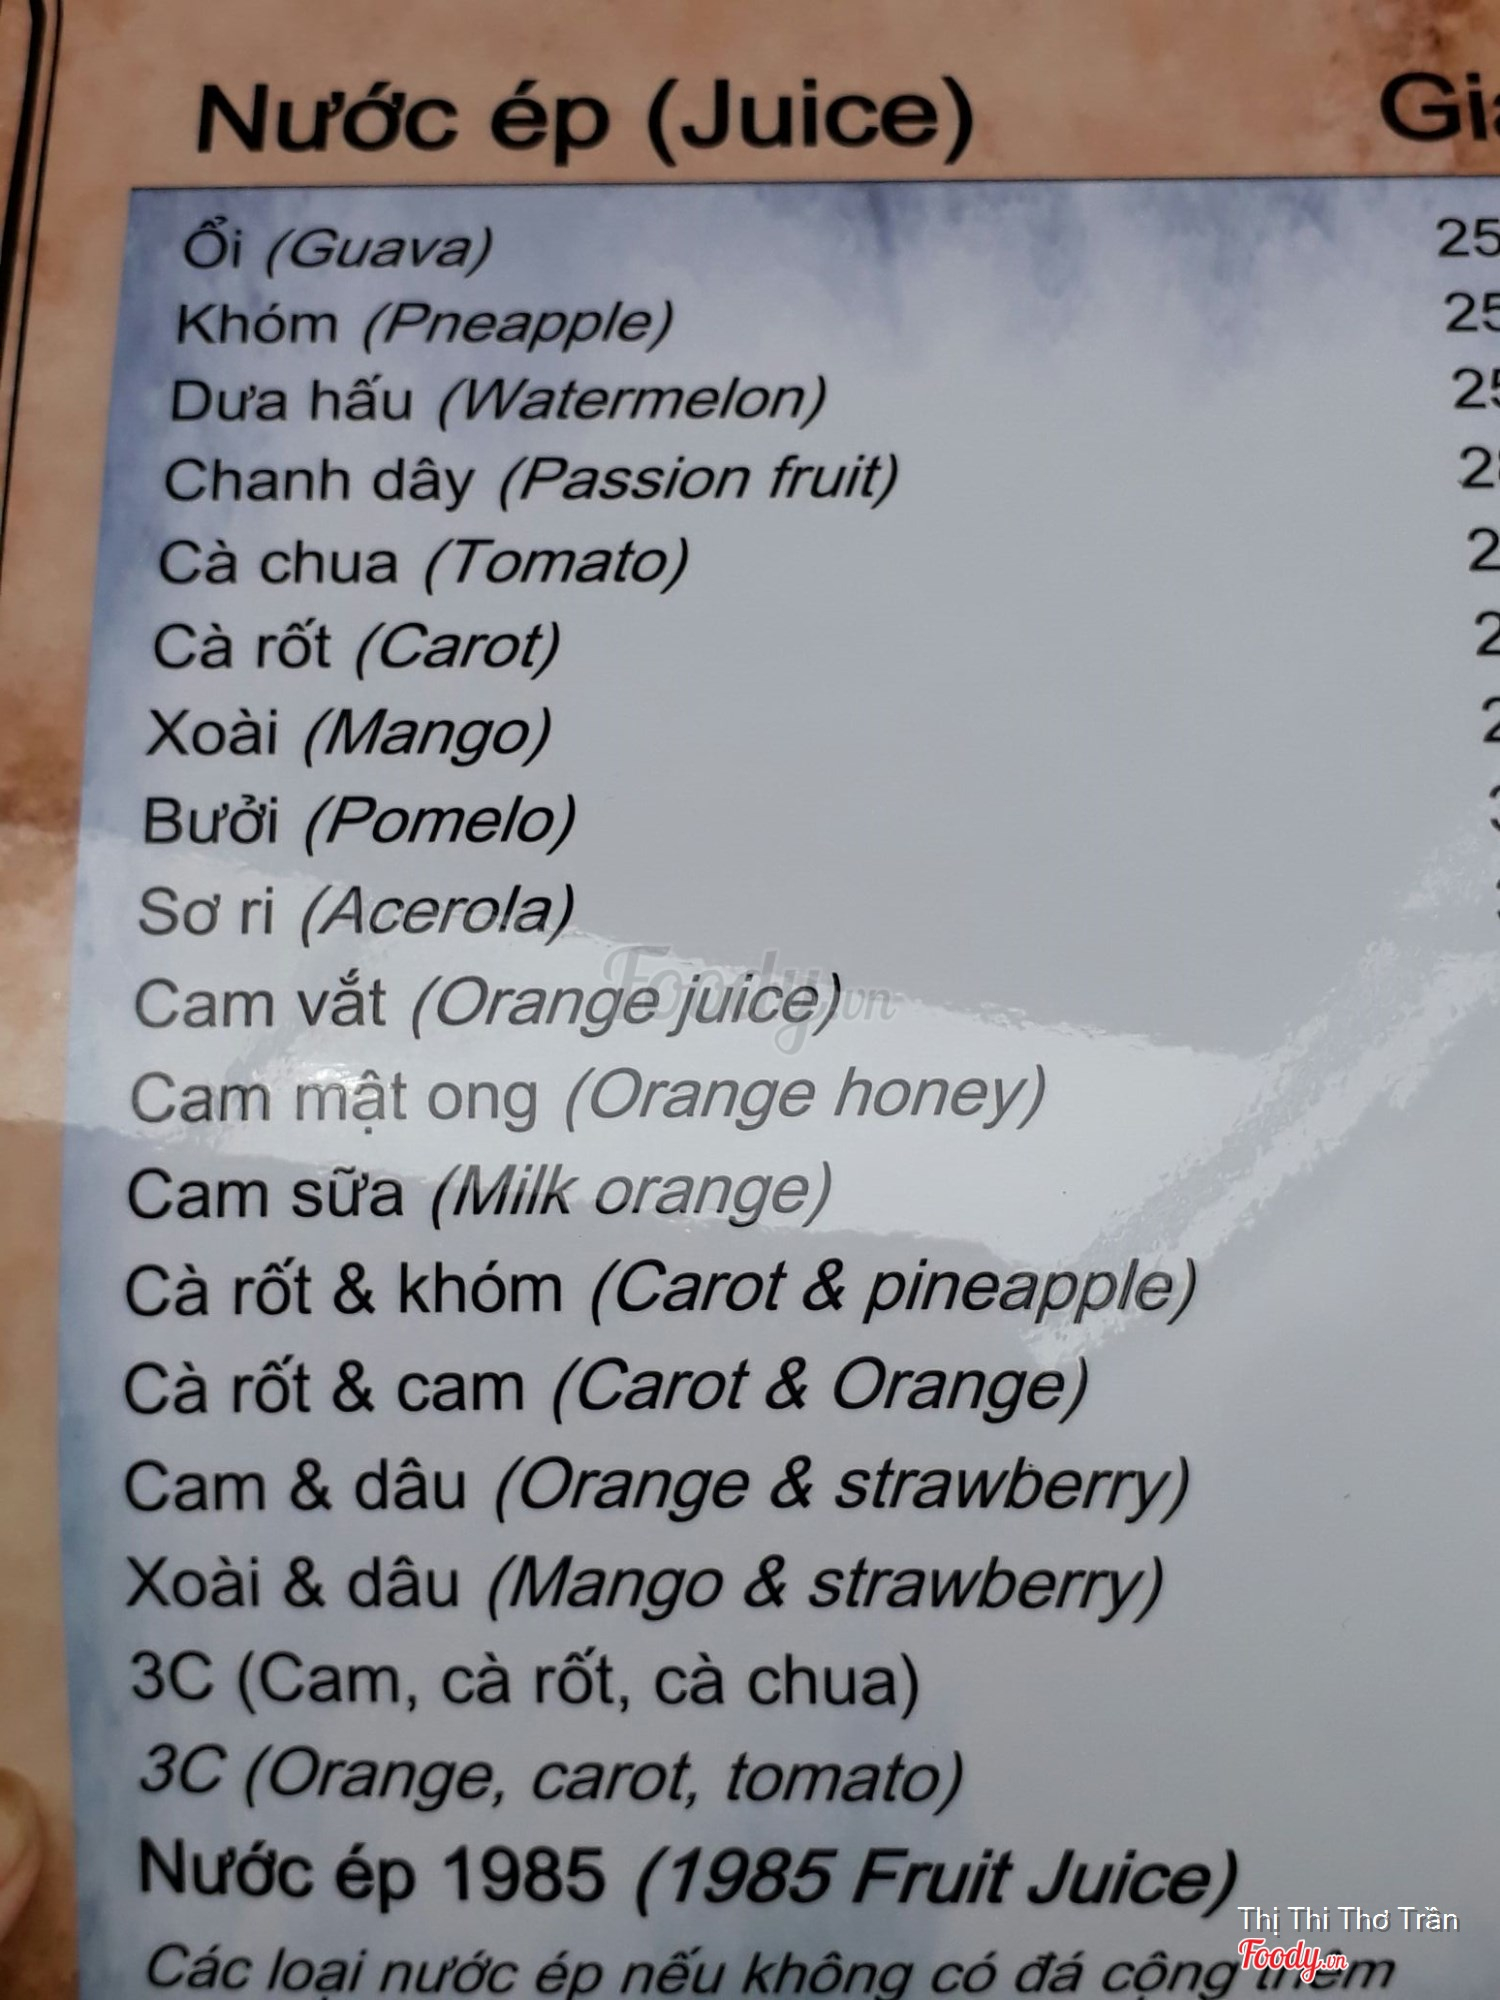 Nước ép (Juice)
Ổi (Guava) 25
Khóm (Pneapple) 25
Dưa hấu (Watermelon)
Chanh dây (Passion fruit)
Cà chua (Tomato)
Cà rốt (Carot)
Xoài (Mango)
Bưởi (Pomelo)
Sơ ri (Acerola)
Cam vắt (Orange juice)
Foody.vn
Cam mật ong (Orange honey)
Cam sữa (Milk orange)
Cà rốt & khóm (Carot & pineapple)
Cà rốt & cam (Carot & Orange)
Cam & dâu (Orange & strawberry)
Xoài & dâu (Mango & strawberry)
3C (Cam, cà rốt, cà chua)
3C (Orange, carot, tomato)
Nước ép 1985 (1985 Fruit Juice)
Thị Thi Thơ Trần
Foody.vn
Các loại nước ép nếu không có đá cộng thêm